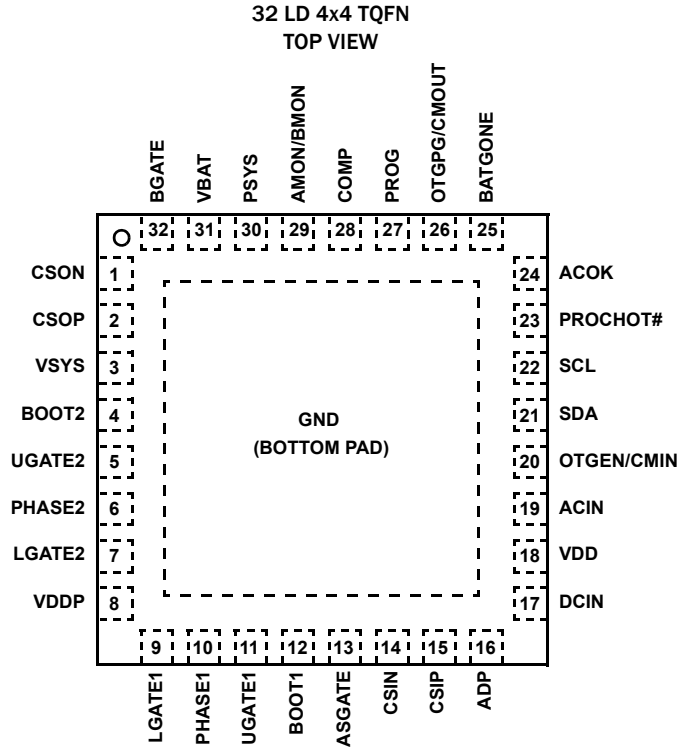 32 LD 4x4 TQFN
TOP VIEW
BGATE
VBAT
PSYS
AMON/BMON
COMP
PROG
OTGPG/CMOUT
BATGONE
32 31 30 29 28 27 26 25
CSON 1
CSOP 2
VSYS 3
BOOT2 4
UGATE2 5
PHASE2 6
LGATE2 7
VDDP 8
GND
(BOTTOM PAD)
24 ACOK
23 PROCHOT#
22 SCL
21 SDA
20 OTGEN/CMIN
19 ACIN
18 VDD
17 DCIN
9 10 11 12 13 14 15 16
LGATE1
PHASE1
UGATE1
BOOT1
ASGATE
CSIN
CSIP
ADP